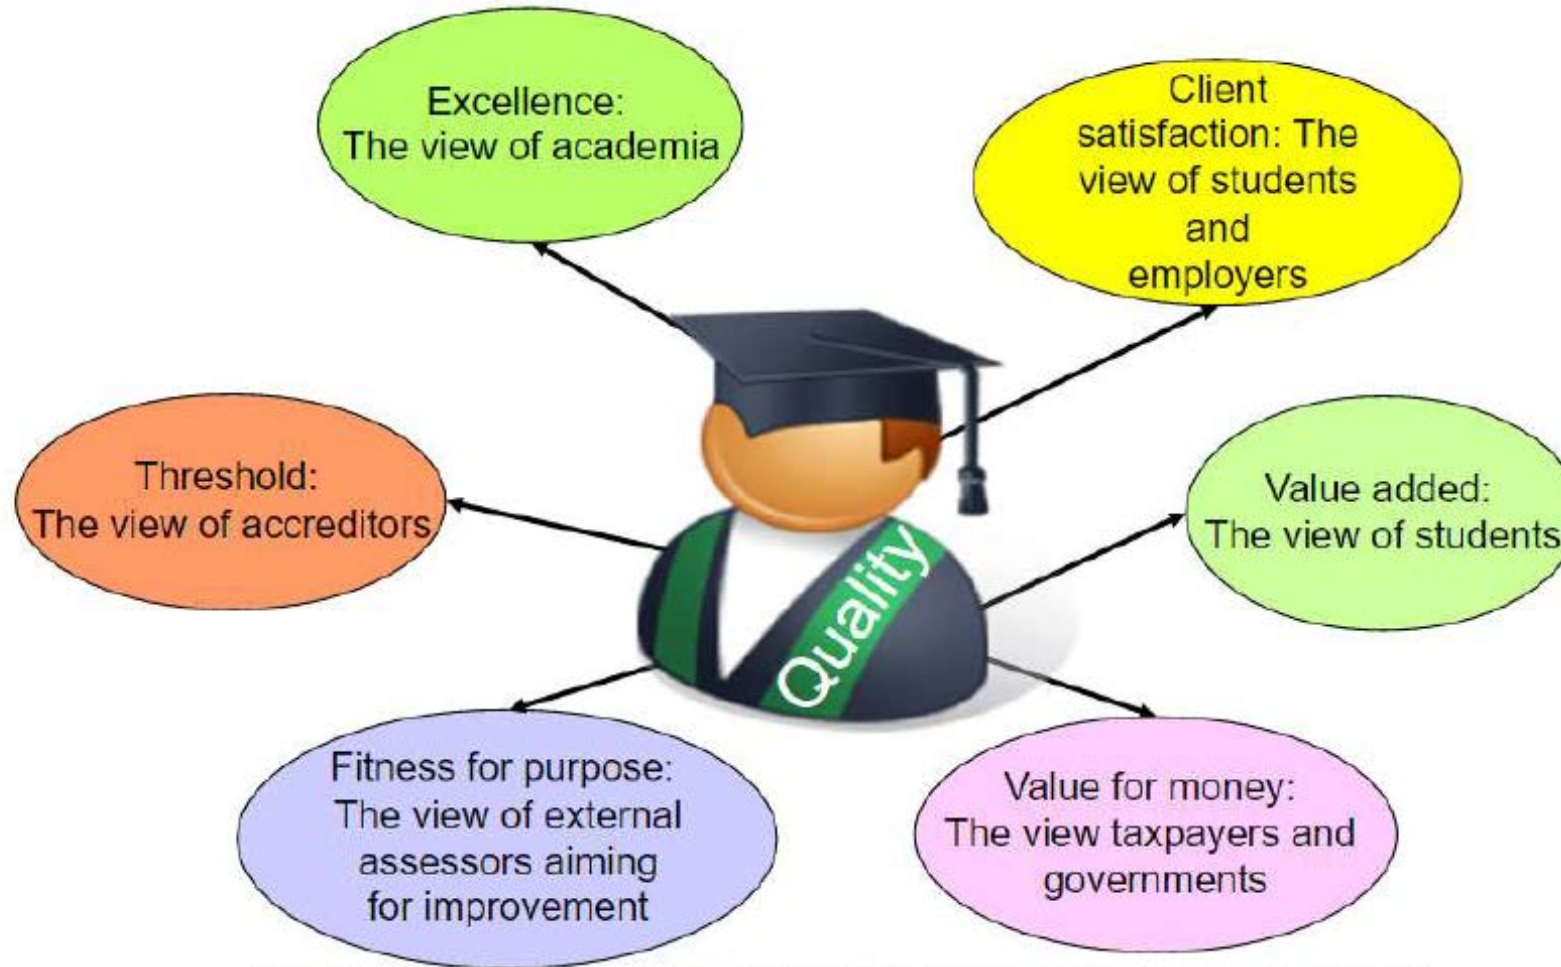 Excellence:
The view of academia
Client
satisfaction: The
view of students
and
employers
Threshold:
The view of accreditors
Value added:
The view of students
Quality
Fitness for purpose:
The view of external
assessors aiming
for improvement
Value for money:
The view taxpayers and
governments